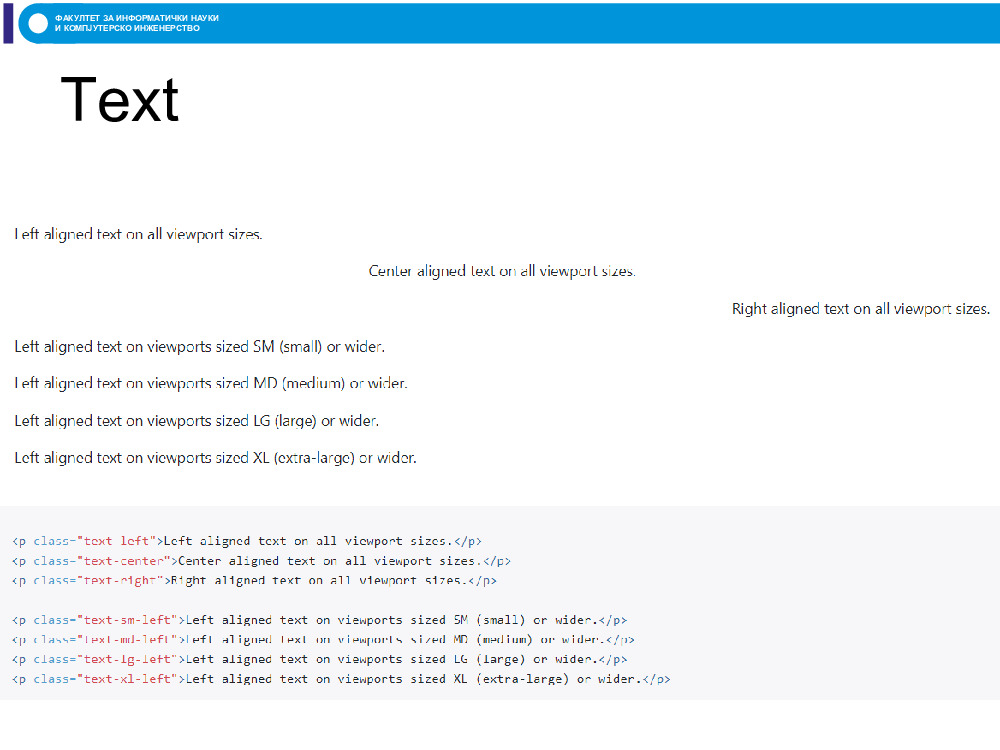 ФАКУЛТЕТ ЗА ИНФОРМАТИЧКИ НАУКИ
И КОМПЈУТЕРСКО ИНЖЕНЕРСТВО
Text
Left aligned text on all viewport sizes.
Center aligned text on all viewport sizes.
Right aligned text on all viewport sizes.
Left aligned text on viewports sized SM (small) or wider.
Left aligned text on viewports sized MD (medium) or wider.
Left aligned text on viewports sized LG (large) or wider.
Left aligned text on viewports sized XL (extra-large) or wider.
<p class="text-left">Left aligned text on all viewport sizes.</p>
<p class="text-center">Center aligned text on all viewport sizes.</p>
<p class="text-right">Right aligned text on all viewport sizes.</p>
<p class="text-sm-left">Left aligned text on viewports sized SM (small) or wider.</p>
<p class="text-md-left">Left aligned text on viewports sized MD (medium) or wider.</p>
<p class="text-lg-left">Left aligned text on viewports sized LG (large) or wider.</p>
<p class="text-xl-left">Left aligned text on viewports sized XL (extra-large) or wider.</p>